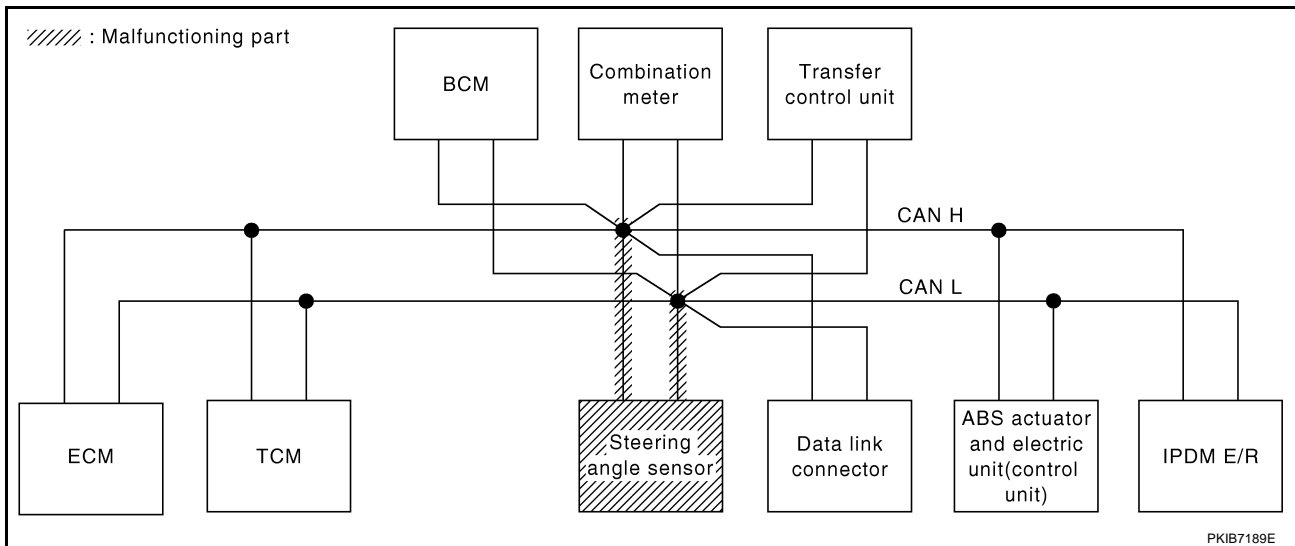 : Malfunctioning part
BCM
Combination
meter
Transfer
control unit
CAN H
CAN L
ECM
TCM
Steering
angle sensor
Data link
connector
ABS actuator
and electric
unit(control
unit)
IPDM E/R
PKIB7189E